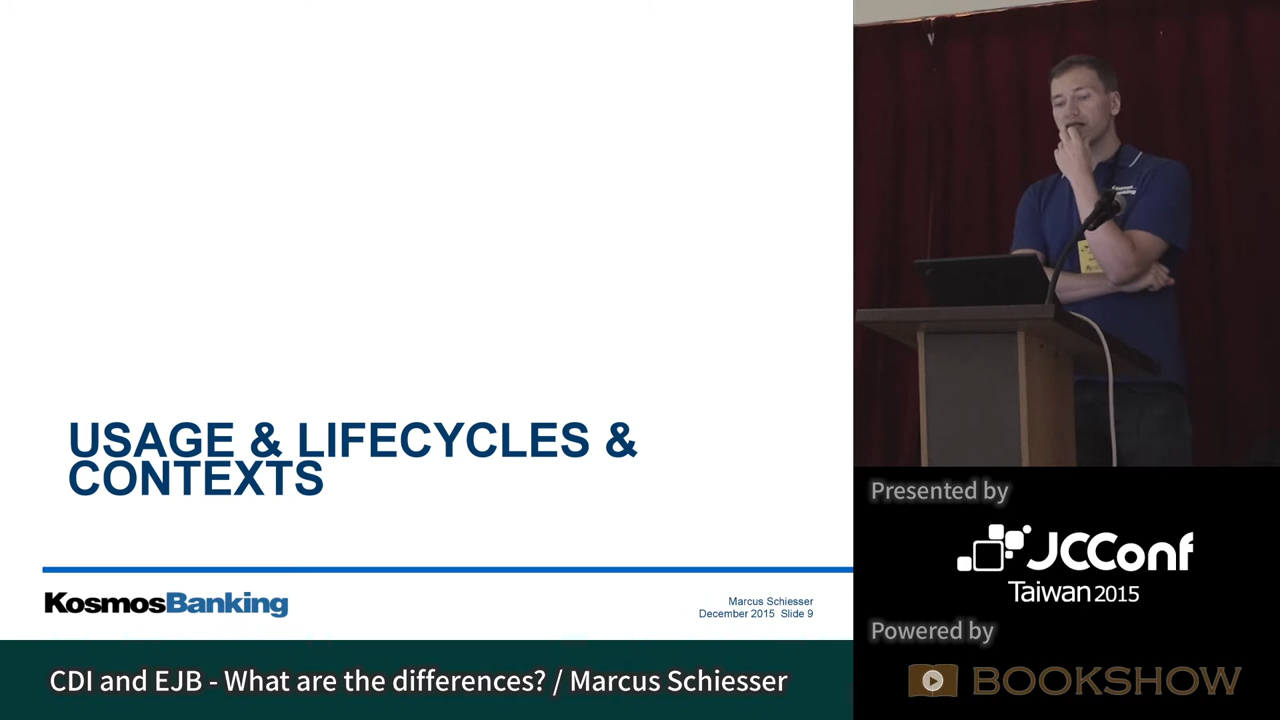 USAGE & LIFECYCLES &
CONTEXTS
KosmosBanking
Marcus Schiesser
December 2015 Slide 9
CDI and EJB - What are the differences? / Marcus Schiesser
Presented by
JCConf
Taiwan 2015
Powered by
BOOKSHOW